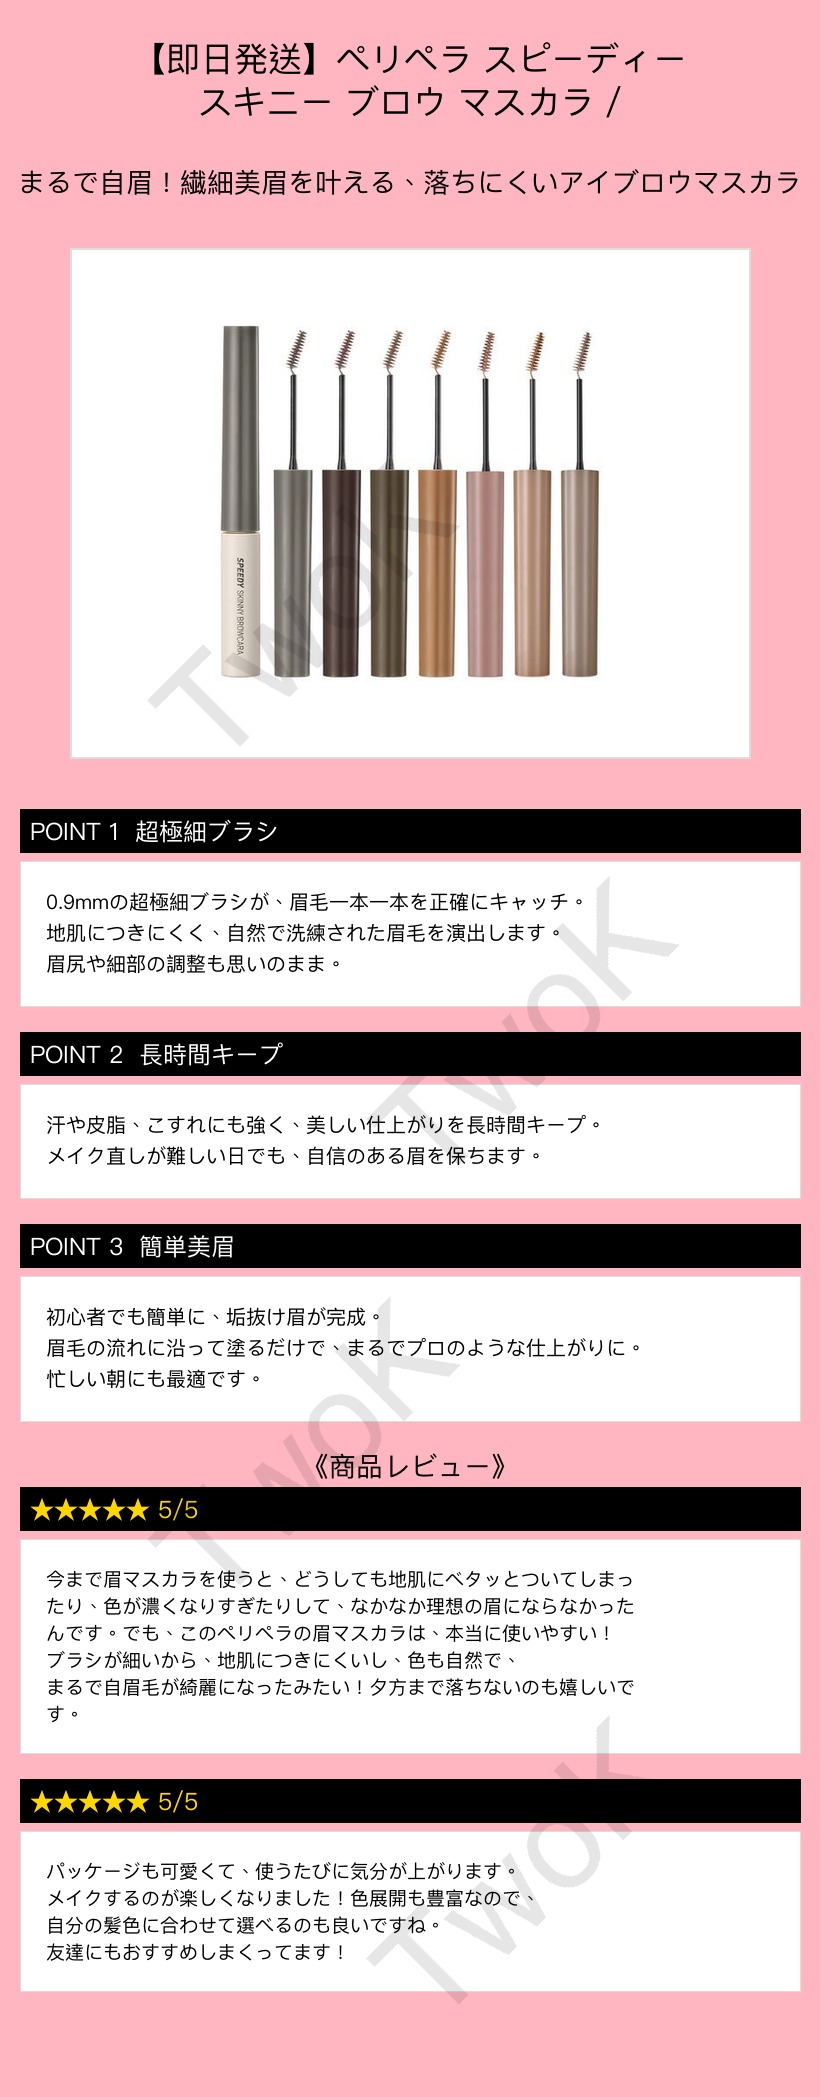 【即日発送】ペリペラ スピーディー
スキニー ブロウ マスカラ /
まるで自眉！繊細美眉を叶える、落ちにくいアイブロウマスカラ
SPEEDY SKINNY BROWCARA
TwoK
POINT 1 超極細ブラシ
0.9mmの超極細ブラシが、眉毛一本一本を正確にキャッチ。
地肌につきにくく、自然で洗練された眉毛を演出します。
眉尻や細部の調整も思いのまま。
TwoK
POINT 2 長時間キープ
汗や皮脂、こすれにも強く、美しい仕上がりを長時間キープ。
メイク直しが難しい日でも、自信のある眉を保ちます。
POINT 3 簡単美眉
初心者でも簡単に、垢抜け眉が完成。
眉毛の流れに沿って塗るだけで、まるでプロのような仕上がりに。
忙しい朝にも最適です。
TwoK
《商品レビュー》
★★★★★ 5/5
今まで眉マスカラを使うと、どうしても地肌にベタッとついてしまっ
たり、色が濃くなりすぎたりして、なかなか理想の眉にならなかった
んです。でも、このペリペラの眉マスカラは、本当に使いやすい！
ブラシが細いから、地肌につきにくいし、色も自然で、
まるで自眉毛が綺麗になったみたい！夕方まで落ちないのも嬉しいで
す。
★★★★★ 5/5
パッケージも可愛くて、使うたびに気分が上がります。
メイクするのが楽しくなりました！色展開も豊富なので、
自分の髪色に合わせて選べるのも良いですね。
友達にもおすすめしまくってます！
TwoK